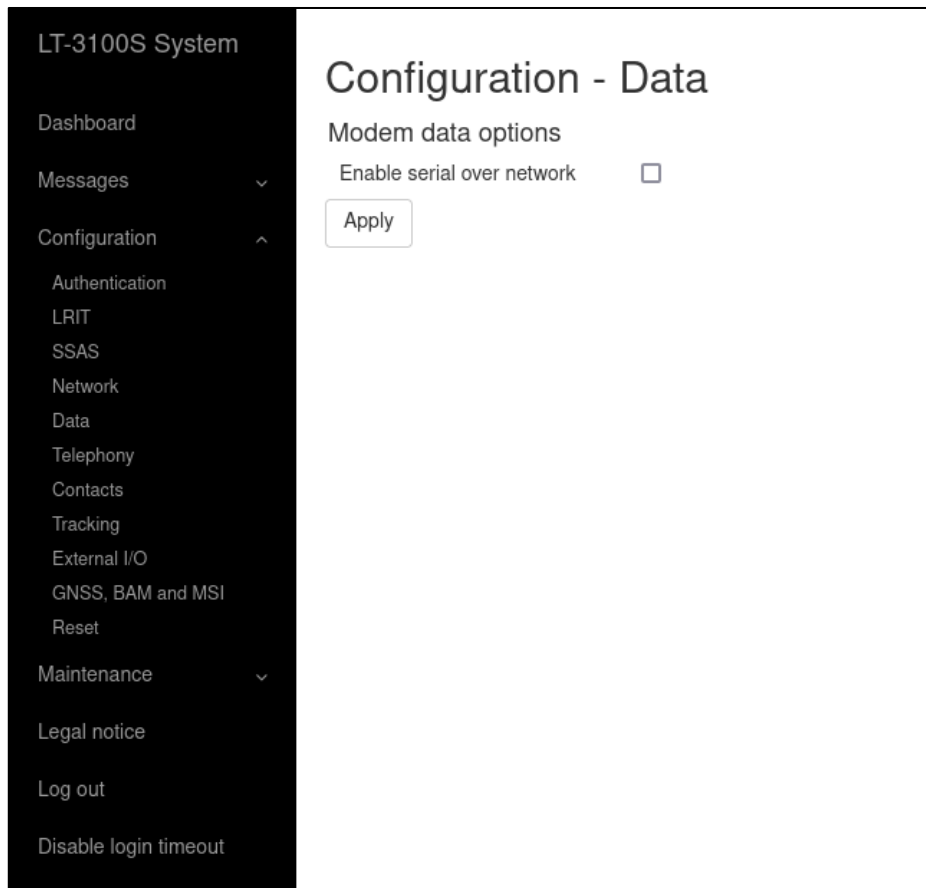 LT-3100S System
Dashboard
Messages
Configuration
Authentication
LRIT
SSAS
Network
Data
Telephony
Contacts
Tracking
External I/O
GNSS, BAM and MSI
Reset
Maintenance
Legal notice
Log out
Disable login timeout
Configuration - Data
Modem data options
Enable serial over network
Apply